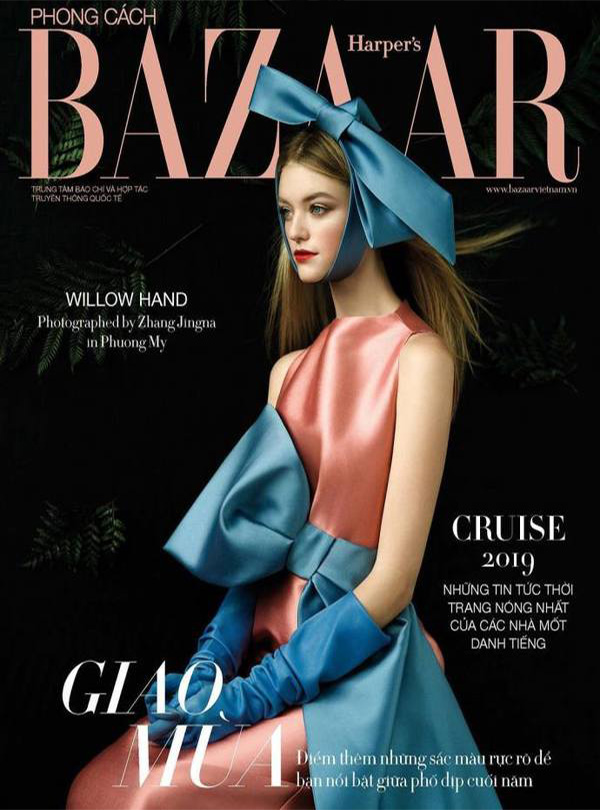 PHONG CÁCH
Harper's
BAZAAR
TRUNG TÂM BÁO CHÍ VÀ HỢP TÁC
TRUYỀN THÔNG QUỐC TẾ
www.bazaarvietnam.vn
WILLOW HAND
Photographed by Zhang Jingna
in Phuong My
CRUISE
2019
NHỮNG TIN TỨC THỜI
TRANG NÓNG NHẤT
CỦA CÁC NHÀ MỐT
DANH TIẾNG
GIAO
MÙA
Điểm thêm những sắc màu rực rỡ để
bạn nổi bật giữa phố dịp cuối năm